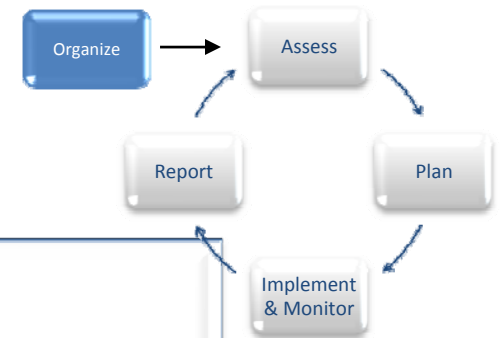 Organize
Assess
Report
Plan
Implement
& Monitor